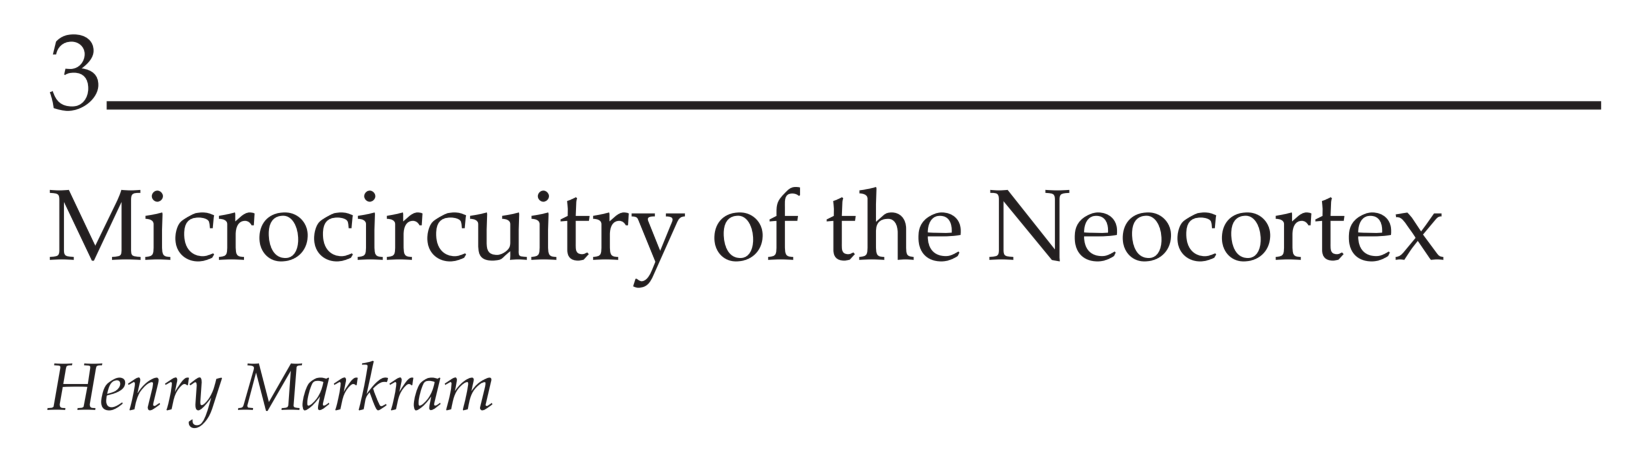 3
Microcircuitry of the Neocortex
Henry Markram